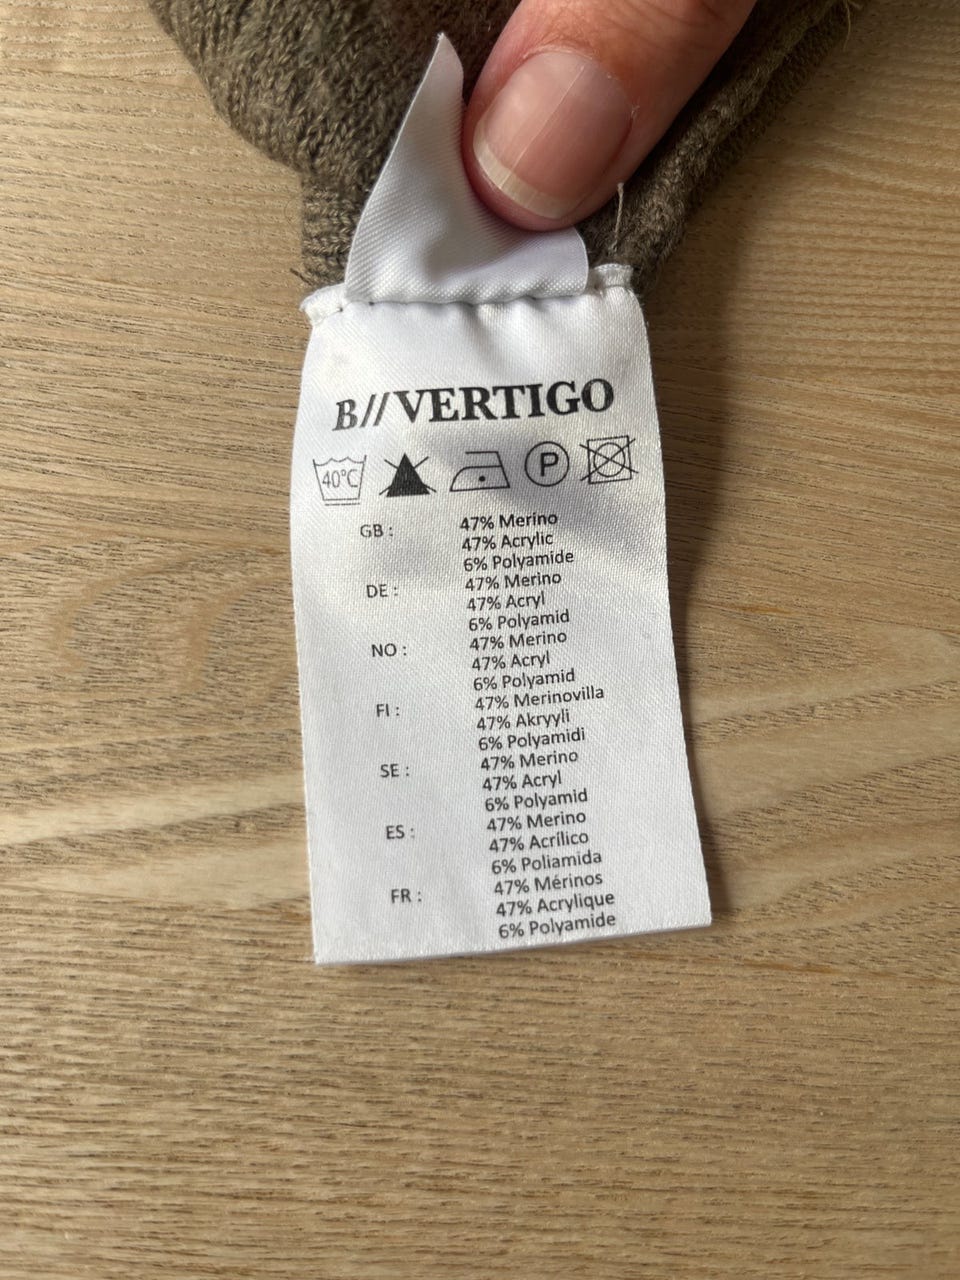 B//VERTIGO
40°C P
GB : 47% Merino
47% Acrylic
6% Polyamide
DE : 47% Merino
47% Acryl
6% Polyamid
NO : 47% Merino
47% Acryl
6% Polyamid
FI : 47% Merinovilla
47% Akryyli
6% Polyamidi
SE : 47% Merino
47% Acryl
6% Polyamid
ES : 47% Merino
47% Acrílico
6% Poliamida
FR : 47% Mérinos
47% Acrylique
6% Polyamide